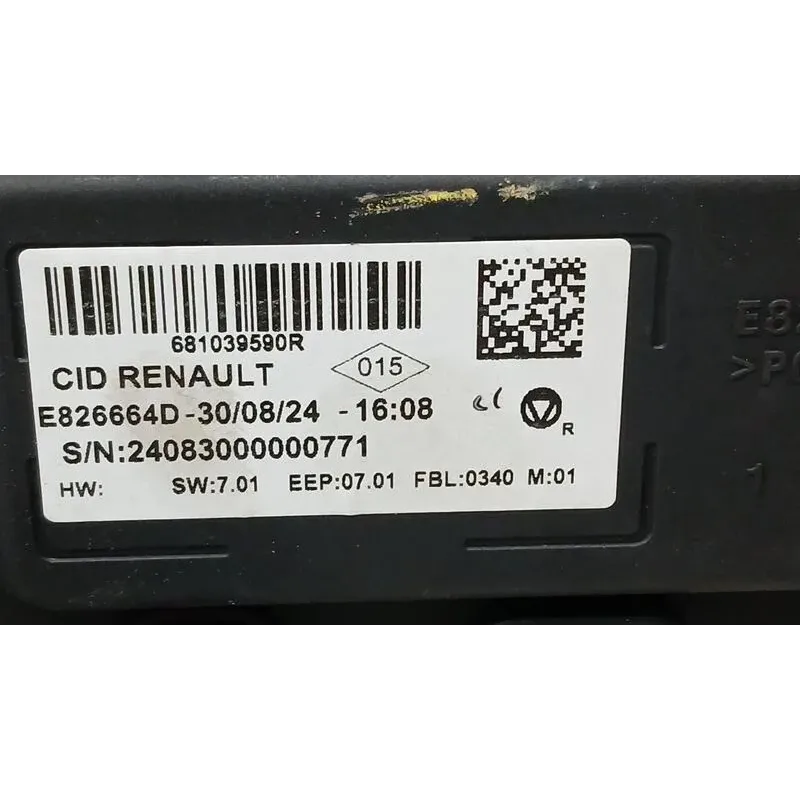 681039590R
CID RENAULT
015
E826664D-30/08/24 -16:08
R
S/N:24083000000771
HW: SW:7.01 EEP:07.01 FBL:0340 M:01
1